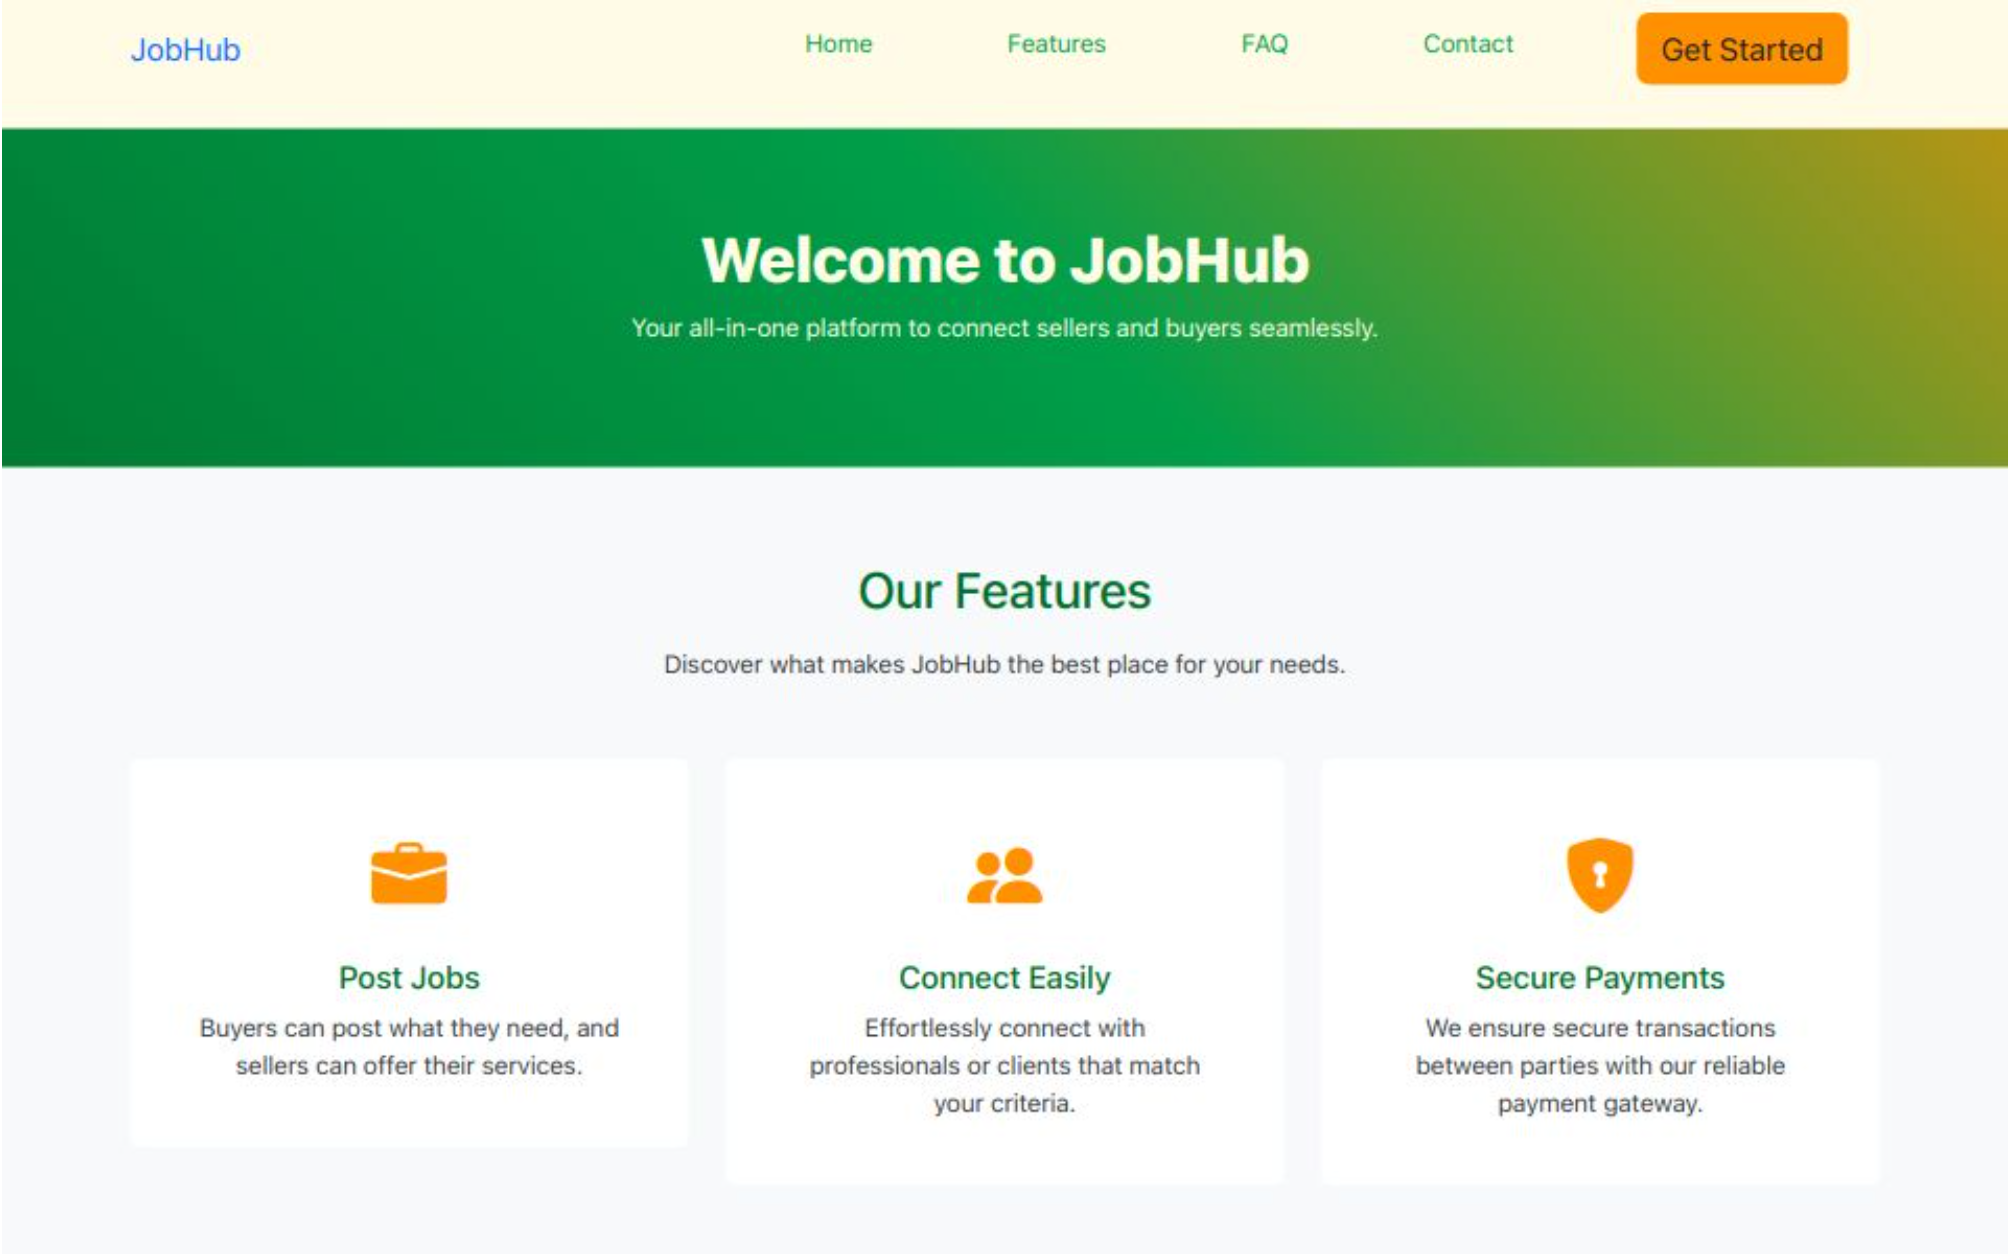 JobHub
Home
Features
FAQ
Contact
Get Started
Welcome to JobHub
Your all-in-one platform to connect sellers and buyers seamlessly.
Our Features
Discover what makes JobHub the best place for your needs.
Post Jobs
Buyers can post what they need, and
sellers can offer their services.
Connect Easily
Effortlessly connect with
professionals or clients that match
your criteria.
Secure Payments
We ensure secure transactions
between parties with our reliable
payment gateway.